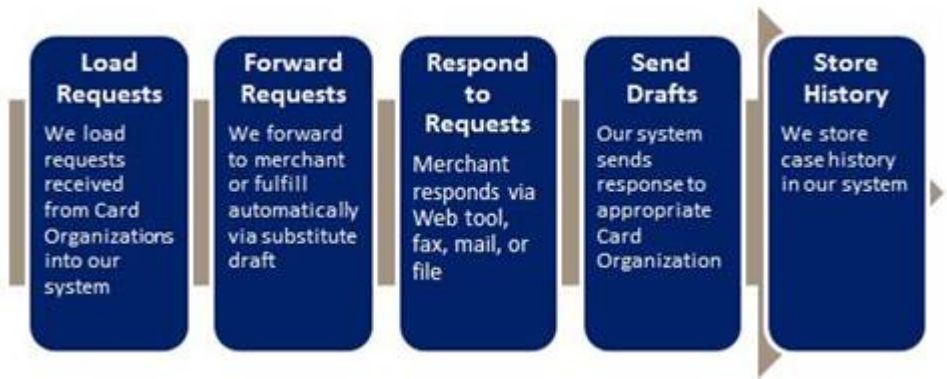 Load
Requests
We load
requests
received
from Card
Organizations
into our
system
Forward
Requests
We forward
to merchant
or fulfill
automatically
via substitute
draft
Respond
to
Requests
Merchant
responds via
Web tool,
fax, mail, or
file
Send
Drafts
Our system
sends
response to
appropriate
Card
Organization
Store
History
We store
case history
in our system